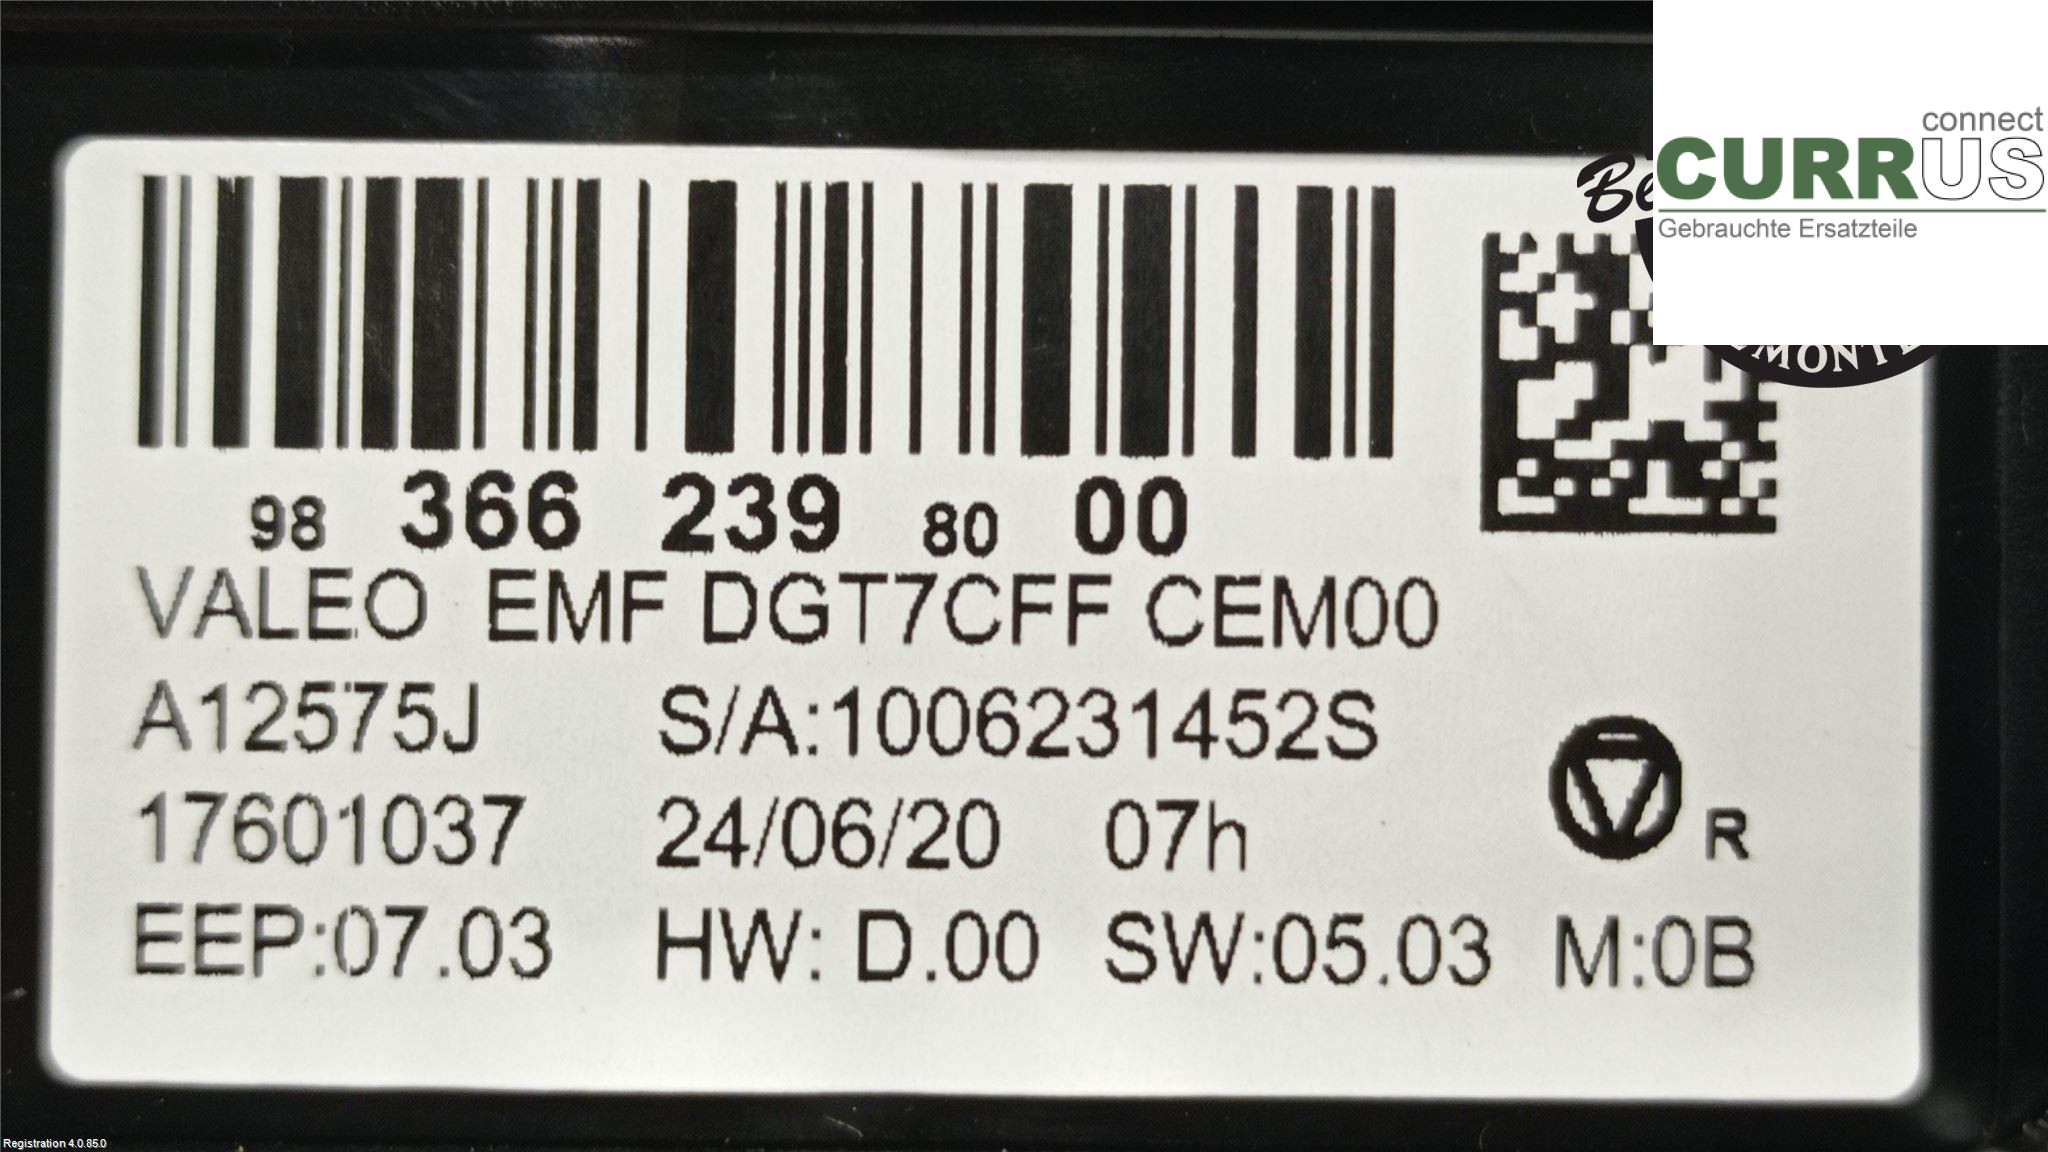 connect
CURRUS
Gebrauchte Ersatzteile
98 366 239 80 00
VALEO EMF DGT7CFF CEM00
A12575J S/A:1006231452S
17601037 24/06/20 07h
R
EEP:07.03 HW: D.00 SW:05.03 M:0B
Registration 4.0.85.0